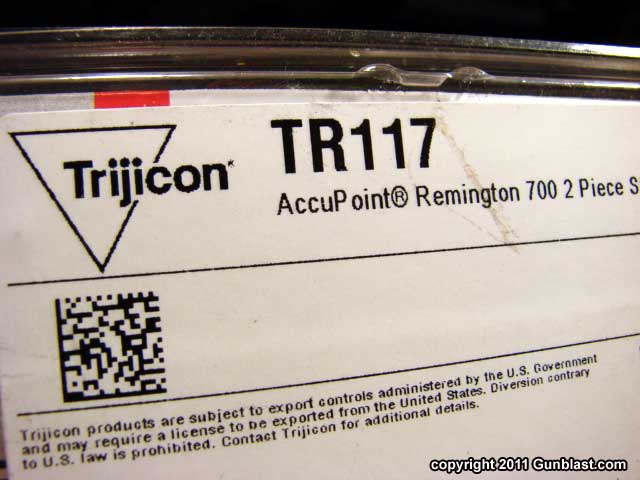 Trijicon
TR117
AccuPoint® Remington 700 2 Piece S
Trijicon products are subject to export controls administered by the U.S. Government
and may require a license to be exported from the United States. Diversion contrary
to U.S. law is prohibited. Contact Trijicon for additional details.
copyright 2011 Gunblast.com